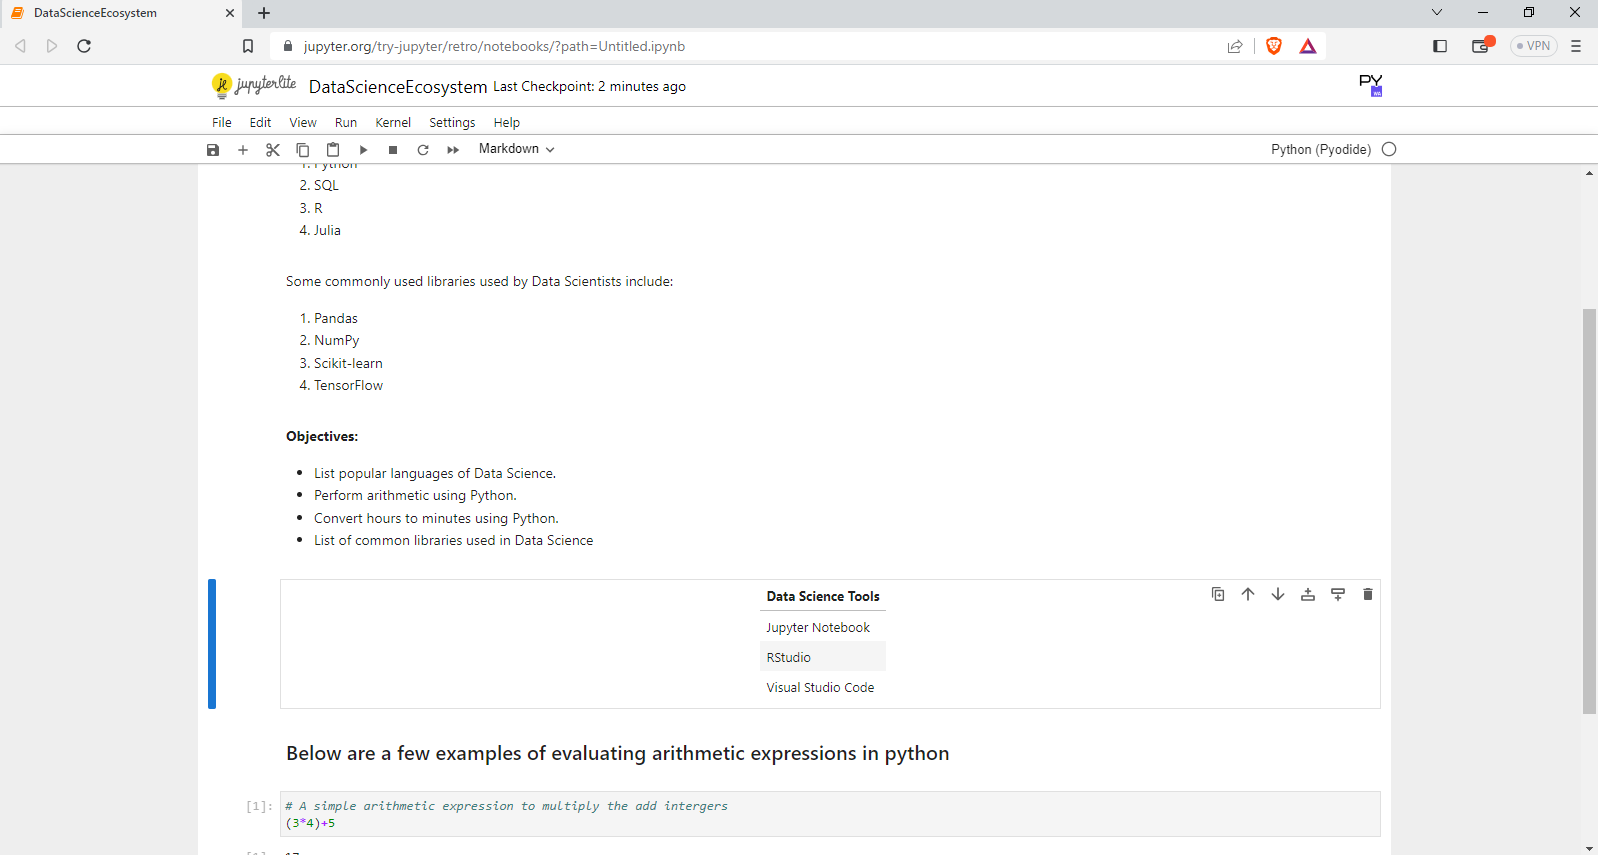 DataScienceEcosystem
jupyter.org/try-jupyter/retro/notebooks/?path=Untitled.ipynb
VPN
jupyterlite DataScienceEcosystem Last Checkpoint: 2 minutes ago
PY
File Edit View Run Kernel Settings Help
Markdown
Python (Pyodide)
1. Python
2. SQL
3. R
4. Julia
Some commonly used libraries used by Data Scientists include:
1. Pandas
2. NumPy
3. Scikit-learn
4. TensorFlow
Objectives:
• List popular languages of Data Science.
• Perform arithmetic using Python.
• Convert hours to minutes using Python.
• List of common libraries used in Data Science
Data Science Tools
Jupyter Notebook
RStudio
Visual Studio Code
Below are a few examples of evaluating arithmetic expressions in python
[1]: # A simple arithmetic expression to multiply the add intergers
(3*4)+5